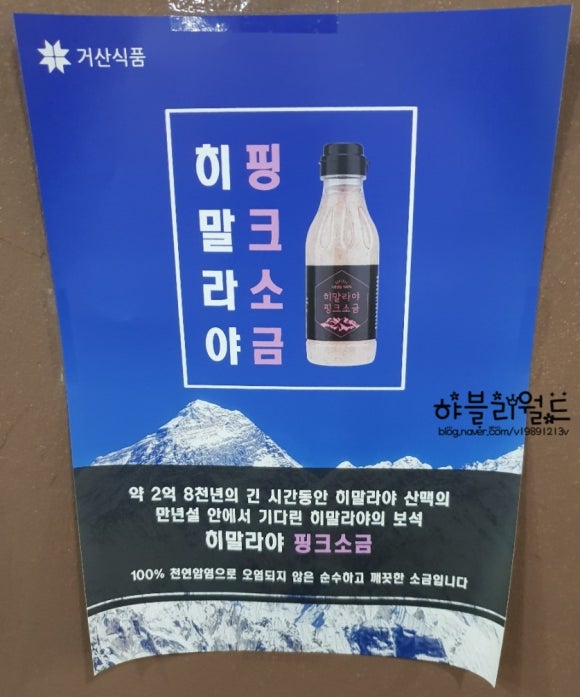 거산식품
히말라야
핑크소금
히말라야
핑크소금
햐블리월드
blog.naver.com/v19891213v
약 2억 8천년의 긴 시간동안 히말라야 산맥의
만년설 안에서 기다린 히말라야의 보석
히말라야 핑크소금
100% 천연암염으로 오염되지 않은 순수하고 깨끗한 소금입니다